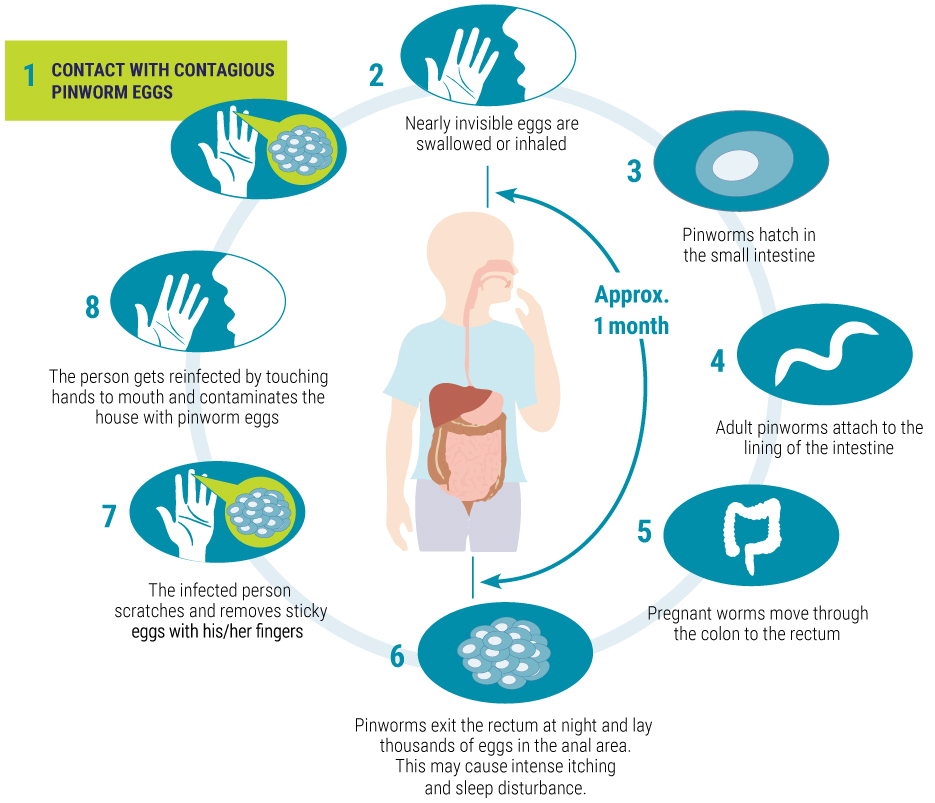 1 CONTACT WITH CONTAGIOUS
PINWORM EGGS
2
Nearly invisible eggs are
swallowed or inhaled
3
Pinworms hatch in
the small intestine
Approx.
1 month
4
Adult pinworms attach to the
lining of the intestine
5
Pregnant worms move through
the colon to the rectum
6
Pinworms exit the rectum at night and lay
thousands of eggs in the anal area.
This may cause intense itching
and sleep disturbance.
7
The infected person
scratches and removes sticky
eggs with his/her fingers
8
The person gets reinfected by touching
hands to mouth and contaminates the
house with pinworm eggs